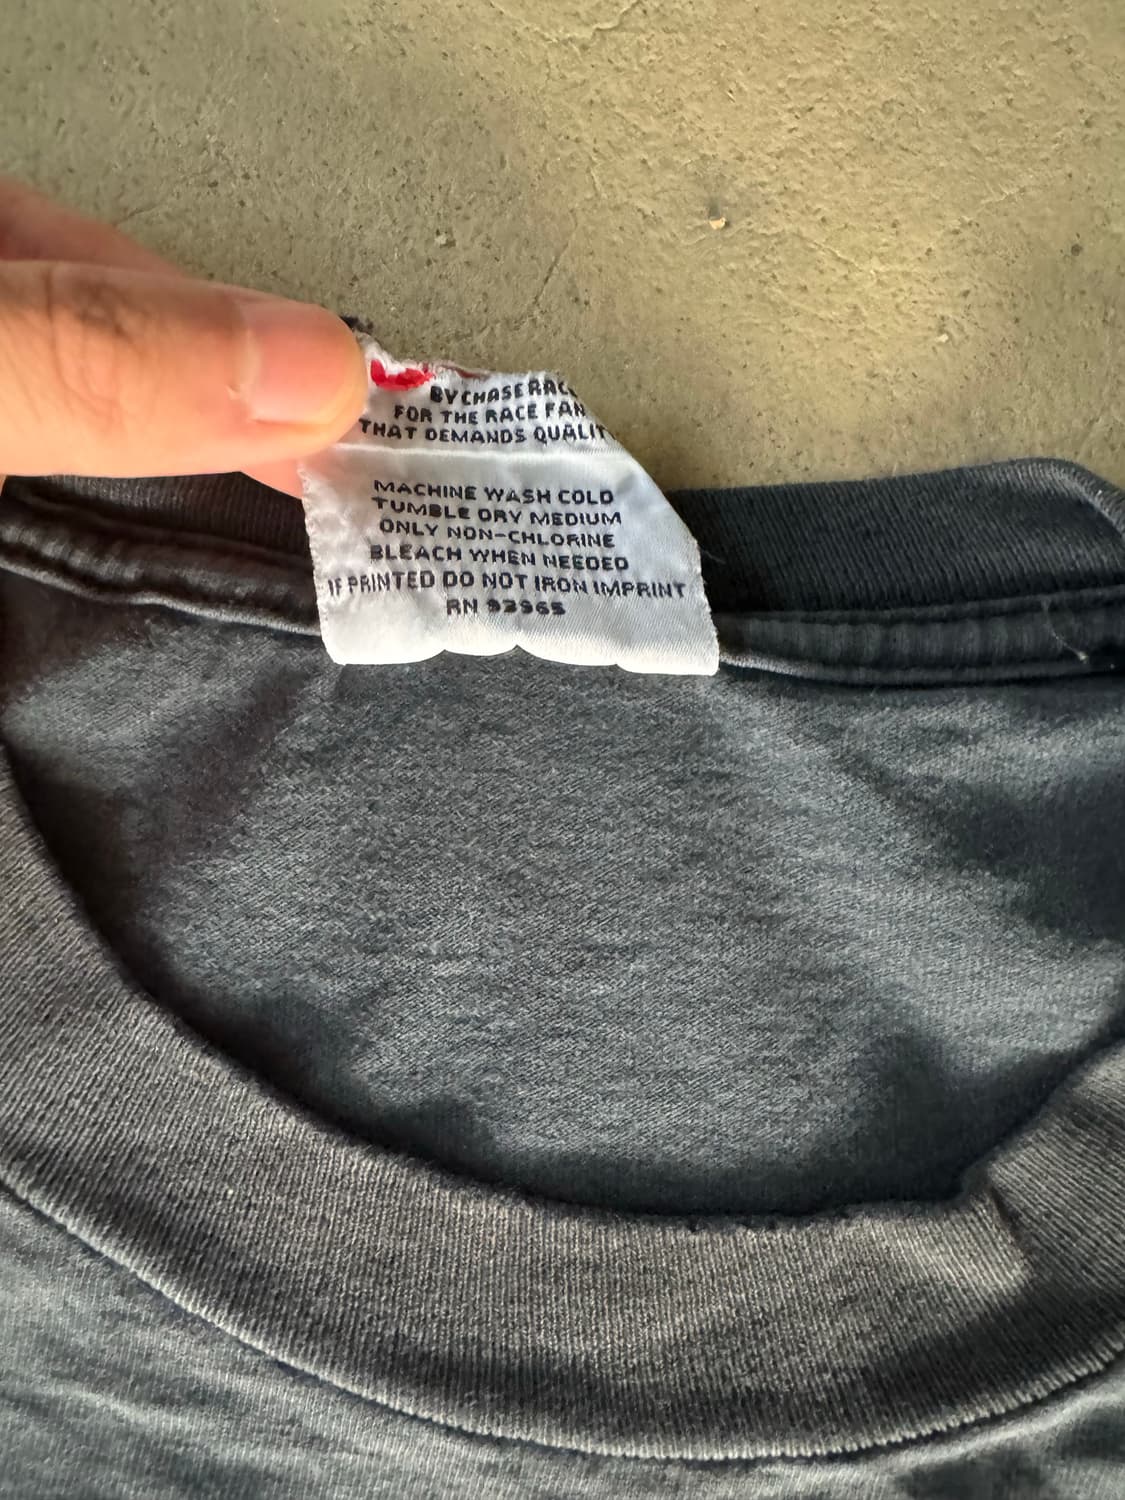 BY CHASE RAC
FOR THE RACE FAN
THAT DEMANDS QUALIT
MACHINE WASH COLD
TUMBLE DRY MEDIUM
ONLY NON-CHLORINE
BLEACH WHEN NEEDED
IF PRINTED DO NOT IRON IMPRINT
RN 93965